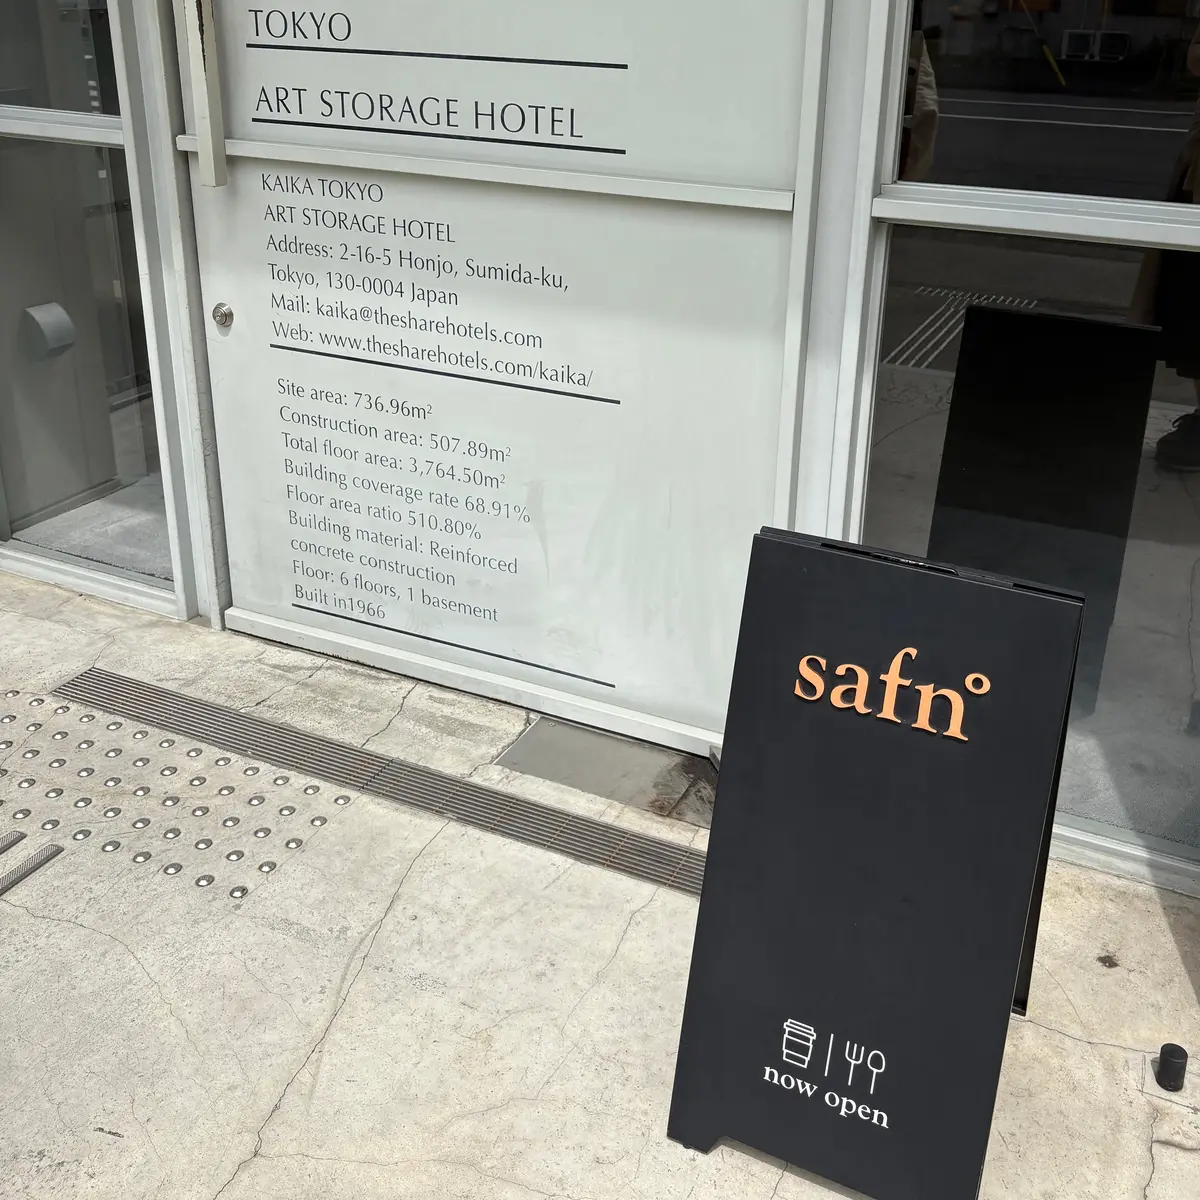 TOKYO
ART STORAGE HOTEL
KAIKA TOKYO
ART STORAGE HOTEL
Address: 2-16-5 Honjo, Sumida-ku,
Tokyo, 130-0004 Japan
Mail: kaika@thesharehotels.com
Web: www.thesharehotels.com/kaika/
Site area: 736.96m²
Construction area: 507.89m²
Total floor area: 3,764.50m²
Building coverage rate 68.91%
Floor area ratio 510.80%
Building material: Reinforced
concrete construction
Floor: 6 floors, 1 basement
Built in1966
safn°
now open